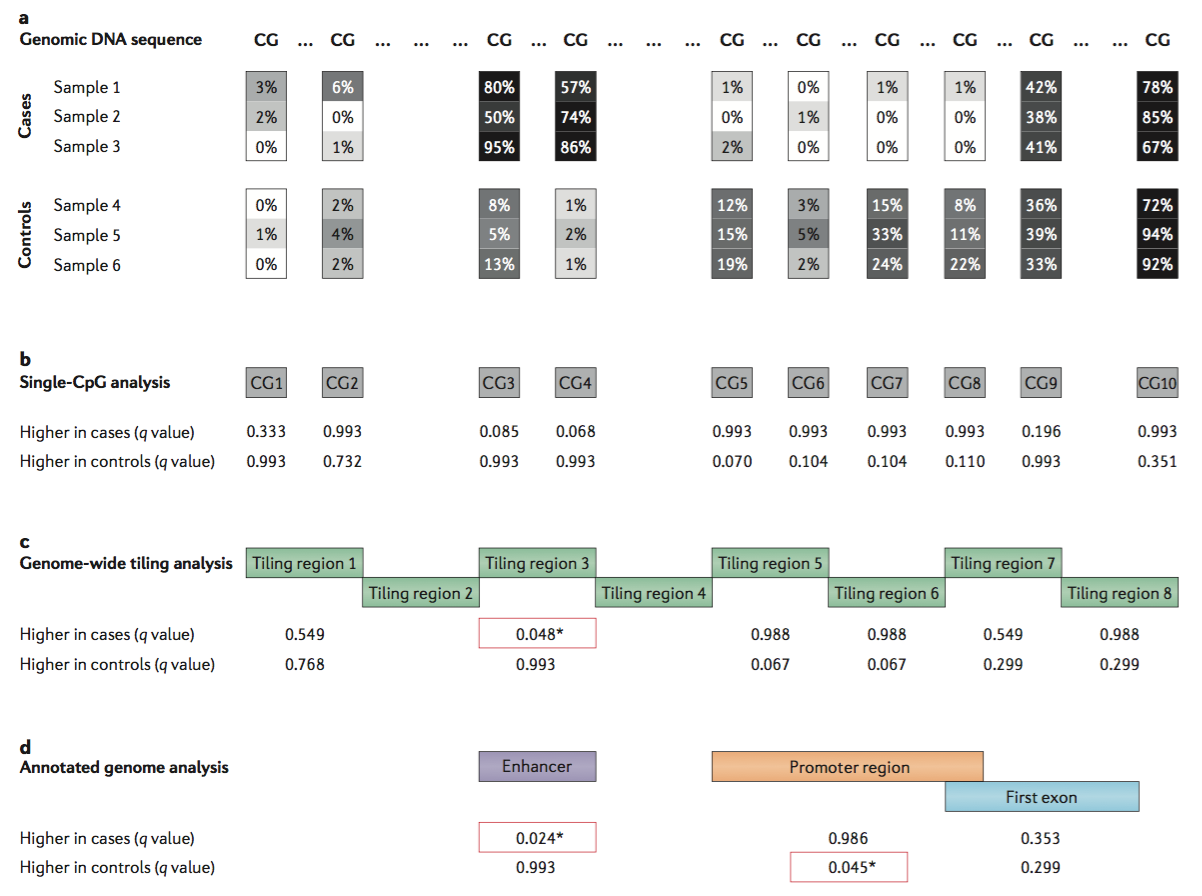 a
Genomic DNA sequence CG ... CG ... ... ... CG ... CG ... ... ... CG ... CG ... CG ... CG ... CG ... ... CG
Cases
Sample 1 3% 6% 80% 57% 1% 0% 1% 1% 42% 78%
Sample 2 2% 0% 50% 74% 0% 1% 0% 0% 38% 85%
Sample 3 0% 1% 95% 86% 2% 0% 0% 0% 41% 67%
Controls
Sample 4 0% 2% 8% 1% 12% 3% 15% 8% 36% 72%
Sample 5 1% 4% 5% 2% 15% 5% 33% 11% 39% 94%
Sample 6 0% 2% 13% 1% 19% 2% 24% 22% 33% 92%
b
Single-CpG analysis CG1 CG2 CG3 CG4 CG5 CG6 CG7 CG8 CG9 CG10
Higher in cases (q value) 0.333 0.993 0.085 0.068 0.993 0.993 0.993 0.993 0.196 0.993
Higher in controls (q value) 0.993 0.732 0.993 0.993 0.070 0.104 0.104 0.110 0.993 0.351
c
Genome-wide tiling analysis Tiling region 1 Tiling region 3 Tiling region 5 Tiling region 7
Tiling region 2 Tiling region 4 Tiling region 6 Tiling region 8
Higher in cases (q value) 0.549 0.048* 0.988 0.988 0.549 0.988
Higher in controls (q value) 0.768 0.993 0.067 0.067 0.299 0.299
d
Annotated genome analysis Enhancer Promoter region
First exon
Higher in cases (q value) 0.024* 0.986 0.353
Higher in controls (q value) 0.993 0.045* 0.299